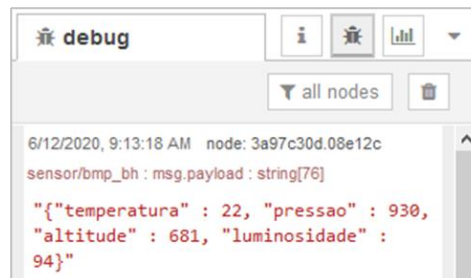 debug
i
all nodes
6/12/2020, 9:13:18 AM node: 3a97c30d.08e12c
sensor/bmp_bh : msg.payload : string[76]
"{"temperatura" : 22, "pressao" : 930,
"altitude" : 681, "luminosidade" :
94}"